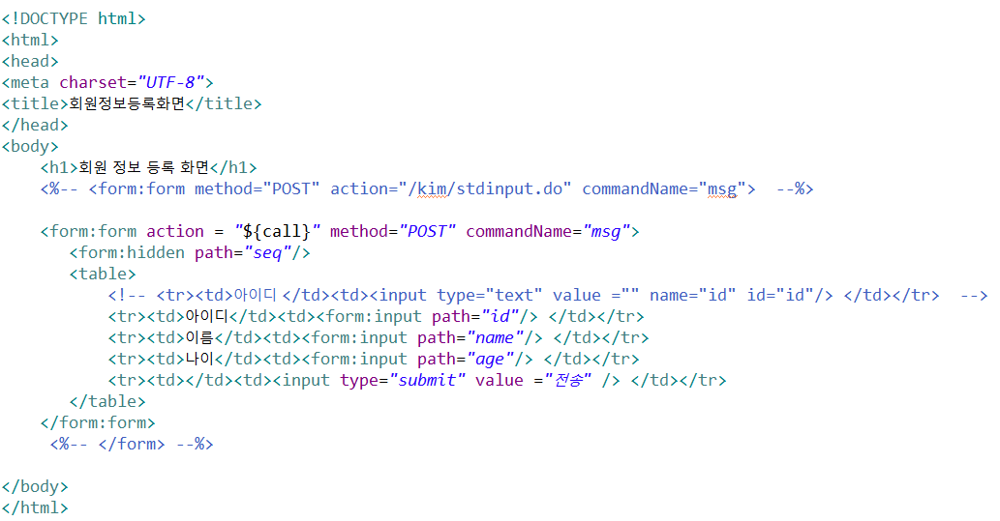 <!DOCTYPE html>
<html>
<head>
<meta charset="UTF-8">
<title>회원정보등록화면</title>
</head>
<body>
<h1>회원 정보 등록 화면</h1>
<%-- <form:form method="POST" action="/kim/stdinput.do" commandName="msg">  --%>
<form:form action = "${call}" method="POST" commandName="msg">
<form:hidden path="seq"/>
<table>
<!-- <tr><td>아이디 </td><td><input type="text" value ="" name="id" id="id"/> </td></tr>  -->
<tr><td>아이디</td><td><form:input path="id"/> </td></tr>
<tr><td>이름</td><td><form:input path="name"/> </td></tr>
<tr><td>나이</td><td><form:input path="age"/> </td></tr>
<tr><td></td><td><input type="submit" value ="전송" /> </td></tr>
</table>
</form:form>
<%-- </form> --%>
</body>
</html>